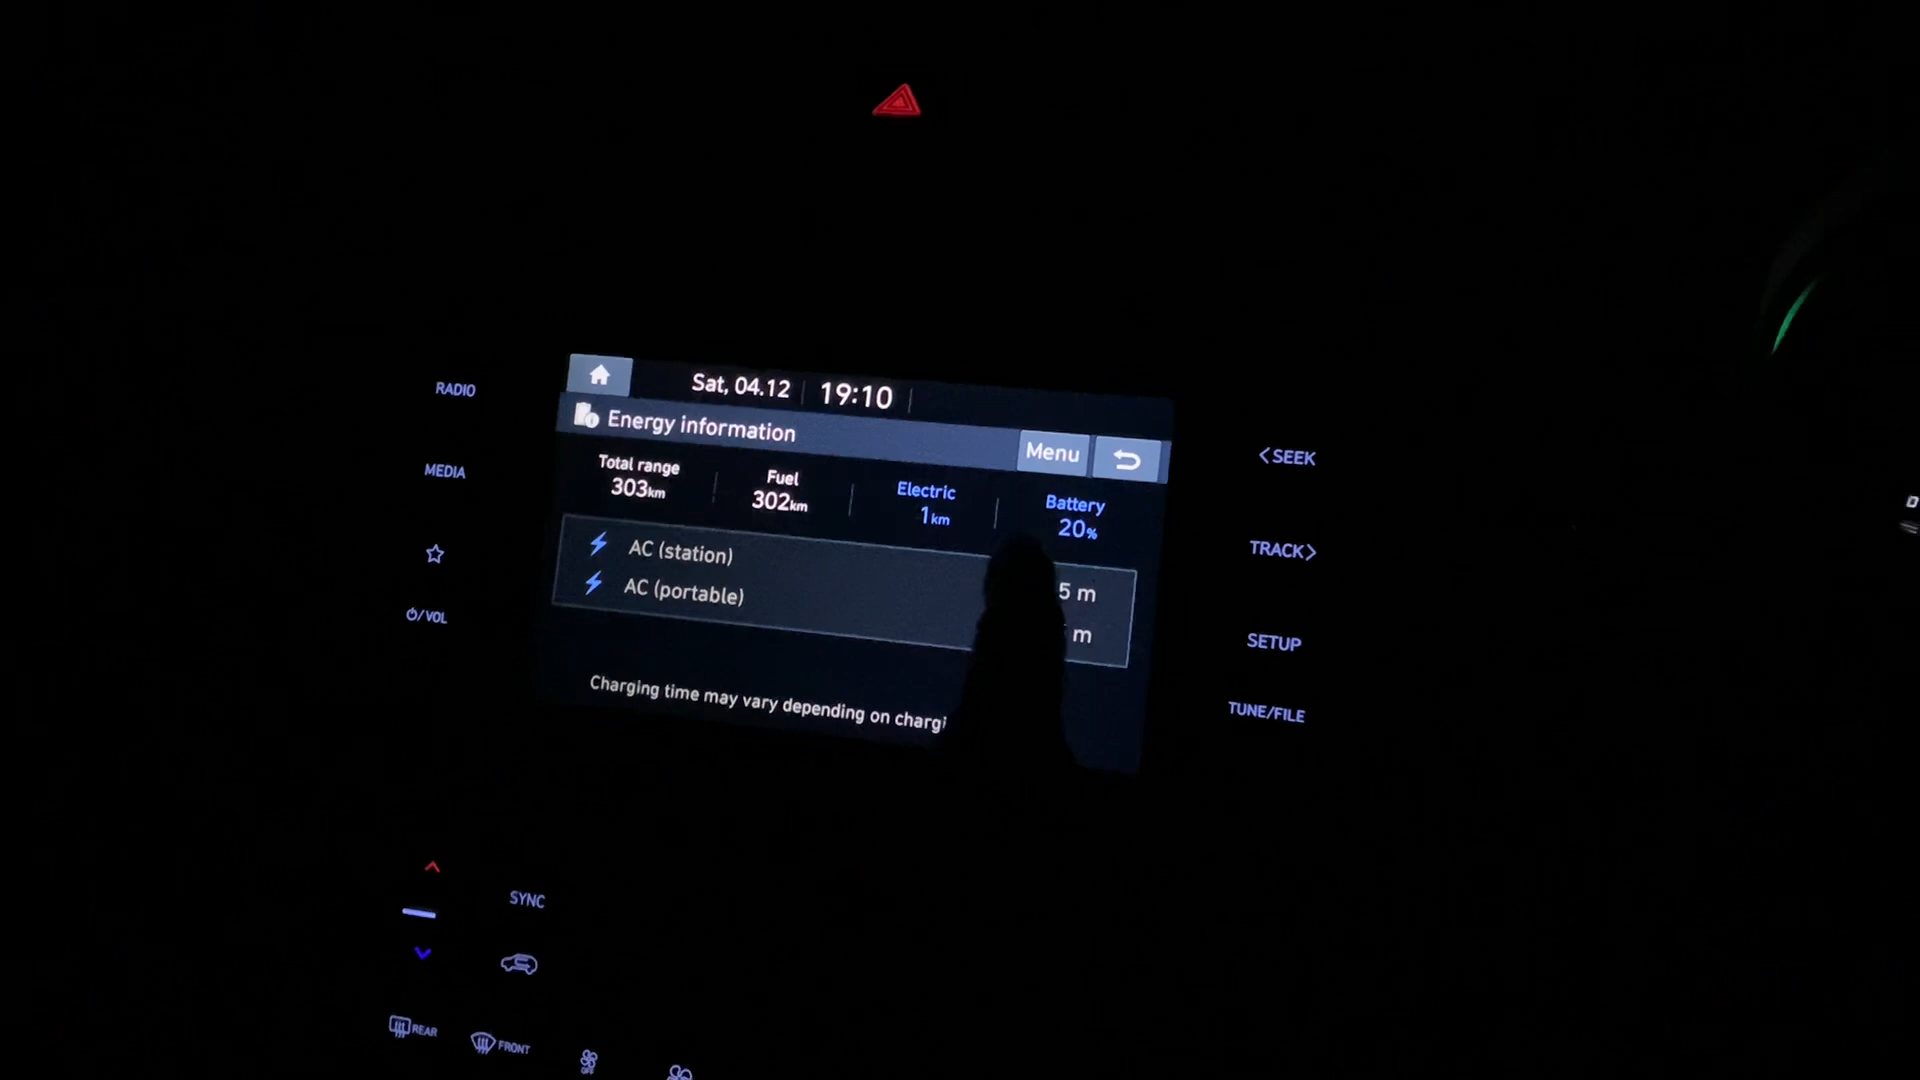 RADIO
MEDIA
/VOL
Sat, 04.12 19:10
Energy information
Menu
Total range Fuel Electric Battery
303km 302km 1km 20%
AC (station) 5 m
AC (portable) m
Charging time may vary depending on chargi
<SEEK
TRACK>
SETUP
TUNE/FILE
SYNC
REAR
FRONT
OFF